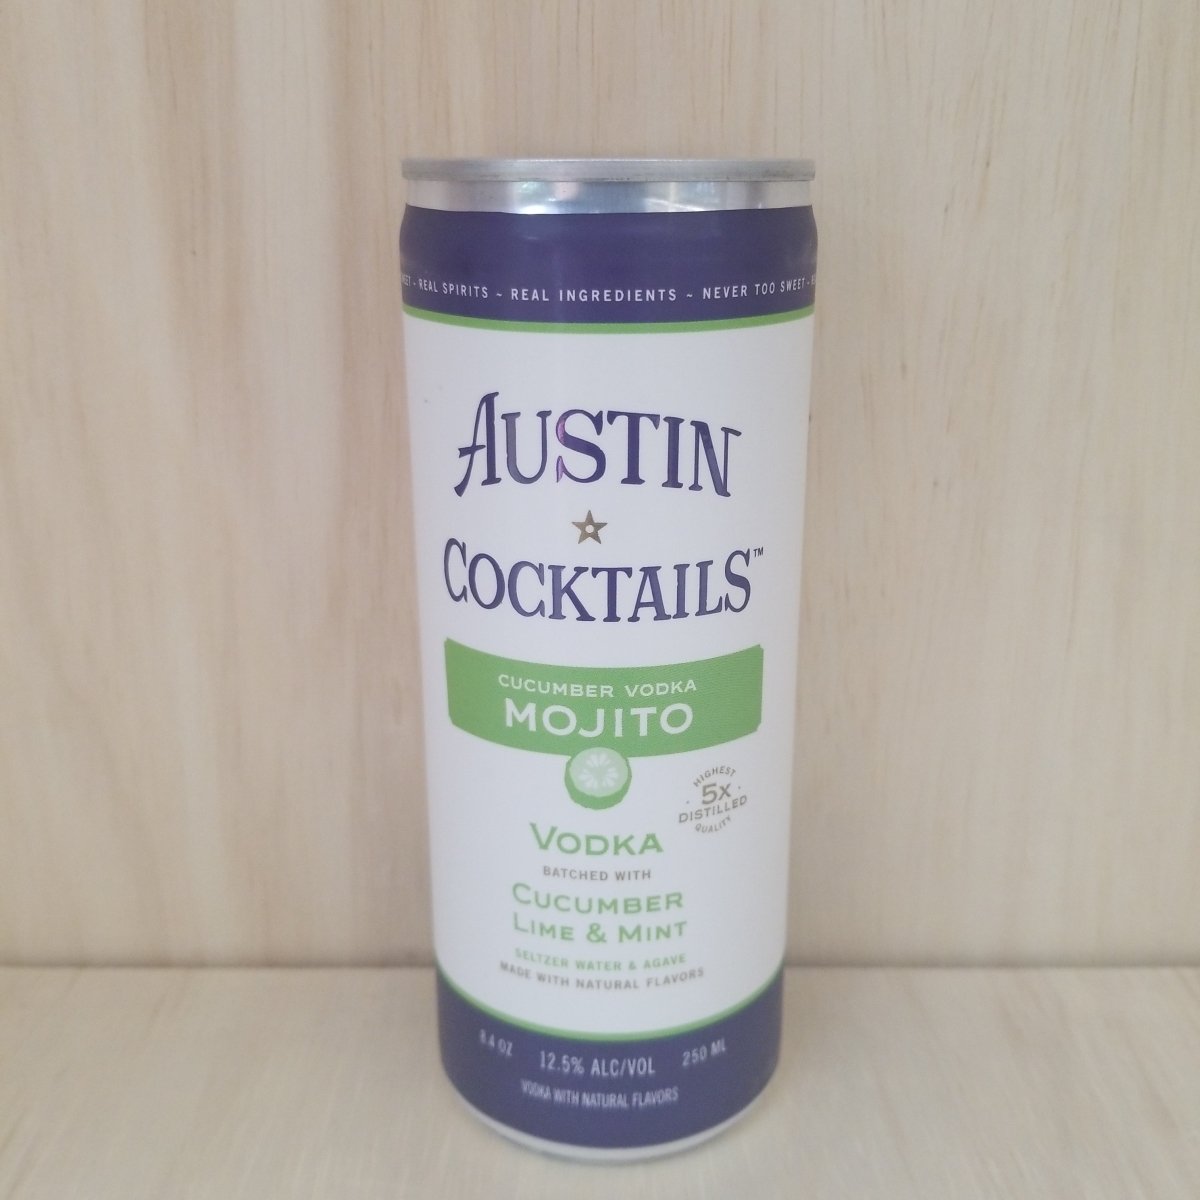 - REAL SPIRITS ~ REAL INGREDIENTS ~ NEVER TOO SWEET -
AUSTIN
COCKTAILS™
CUCUMBER VODKA
MOJITO
HIGHEST
5X
DISTILLED
QUALITY
VODKA
BATCHED WITH
CUCUMBER
LIME & MINT
SELTZER WATER & AGAVE
MADE WITH NATURAL FLAVORS
8.4 OZ 12.5% ALC/VOL 250 ML
VODKA WITH NATURAL FLAVORS